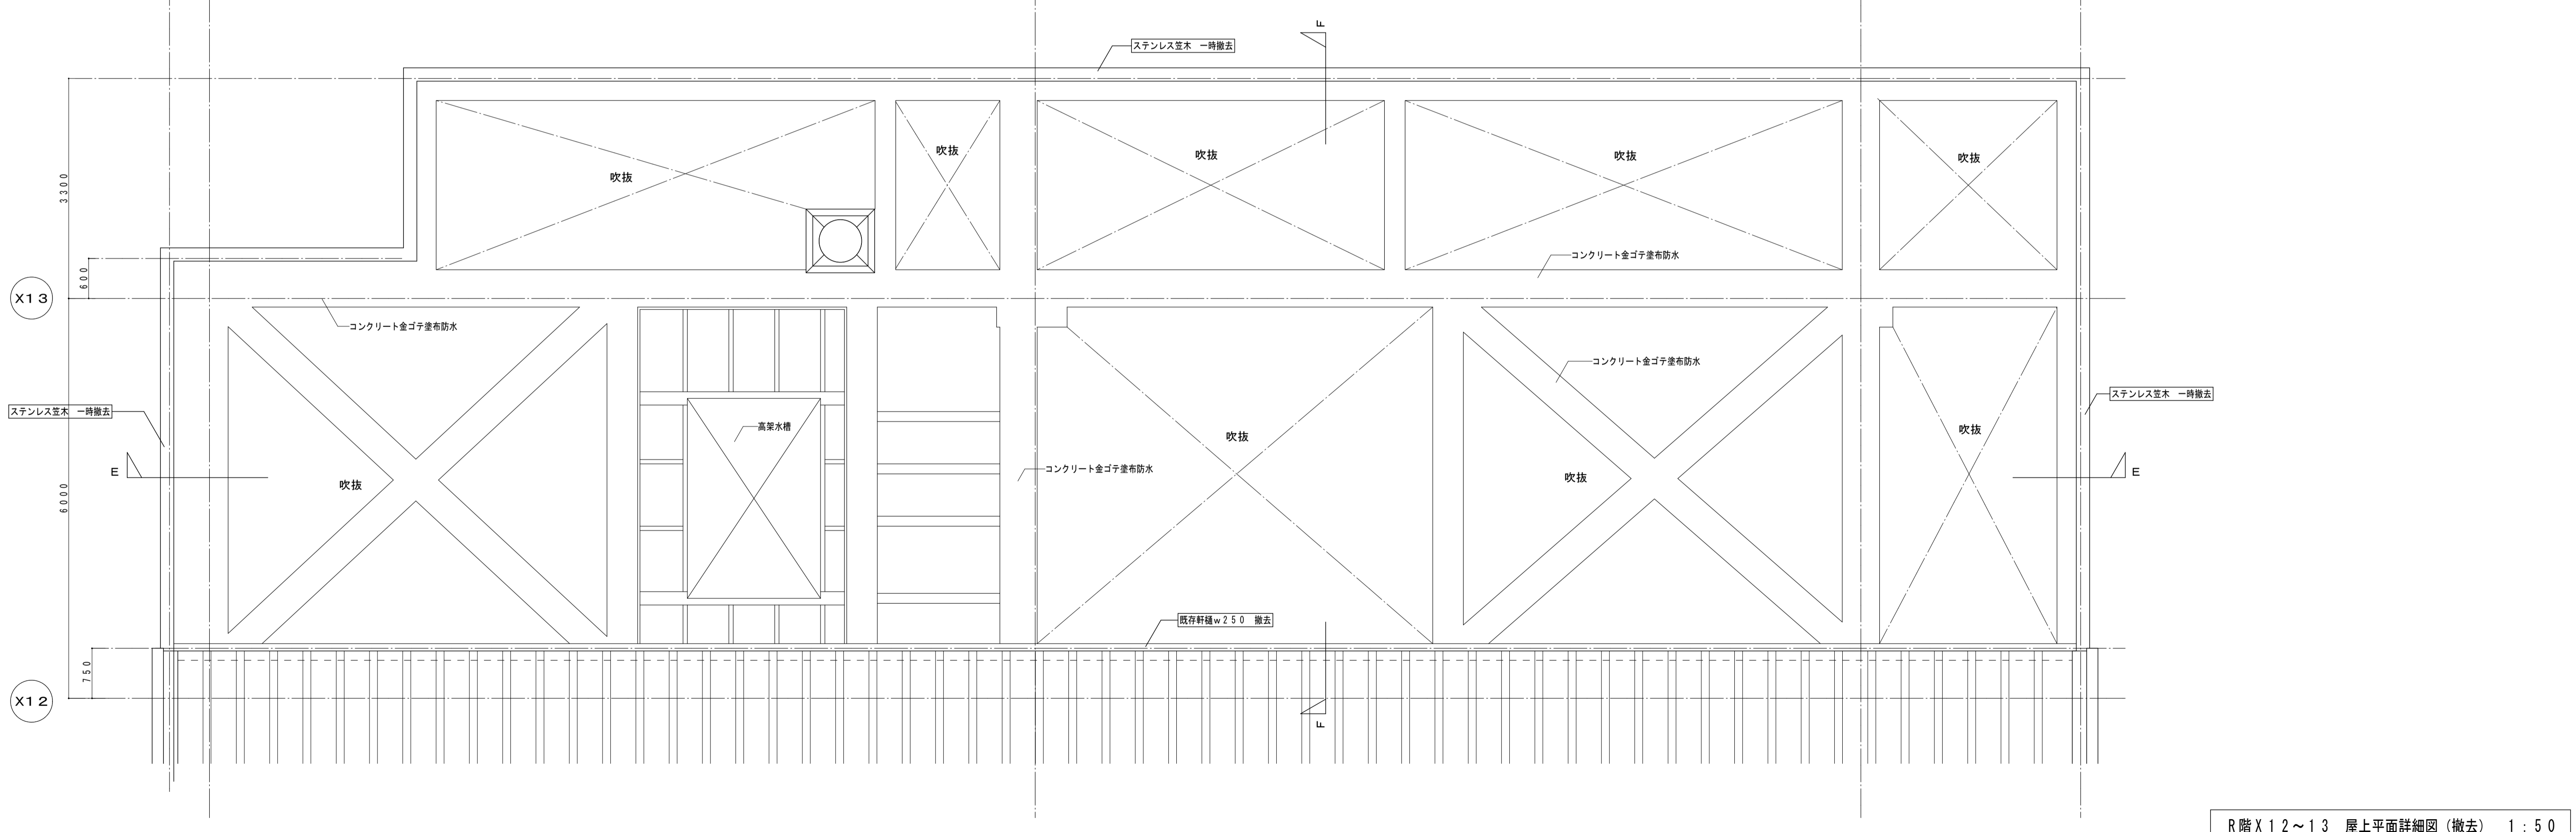 F
ステンレス笠木　一時撤去
吹抜
吹抜
吹抜
吹抜
吹抜
3300
コンクリート金ゴテ塗布防水
600
X13
コンクリート金ゴテ塗布防水
コンクリート金ゴテ塗布防水
ステンレス笠木　一時撤去
ステンレス笠木　一時撤去
高架水槽
吹抜
吹抜
コンクリート金ゴテ塗布防水
E
E
吹抜
吹抜
6000
既存軒樋w250　撤去
750
X12
F
R階X12～13　屋上平面詳細図（撤去）　1：50